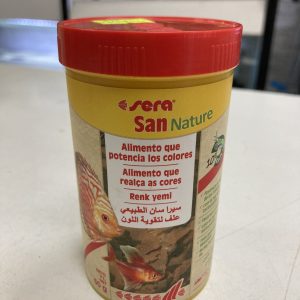 sera
San Nature
Alimento que
potencia los colores
Alimento que
realça as cores
Renk yemi
سيرا سان الطبيعي
علف لتقوية اللون